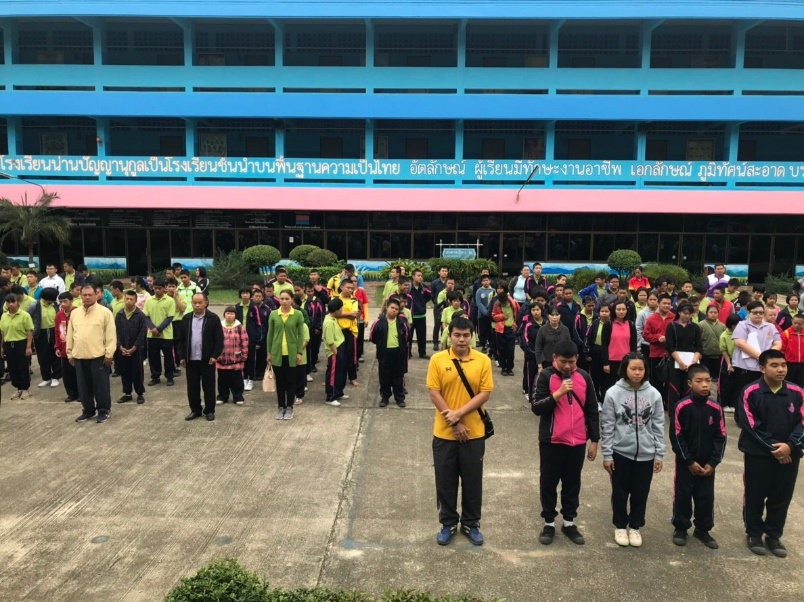 โรงเรียนน่านปัญญานุกูลเป็นโรงเรียนชั้นนำบนพื้นฐานความเป็นไทย อัตลักษณ์ ผู้เรียนมีทักษะงานอาชีพ เอกลักษณ์ ภูมิทัศน์สะอาด